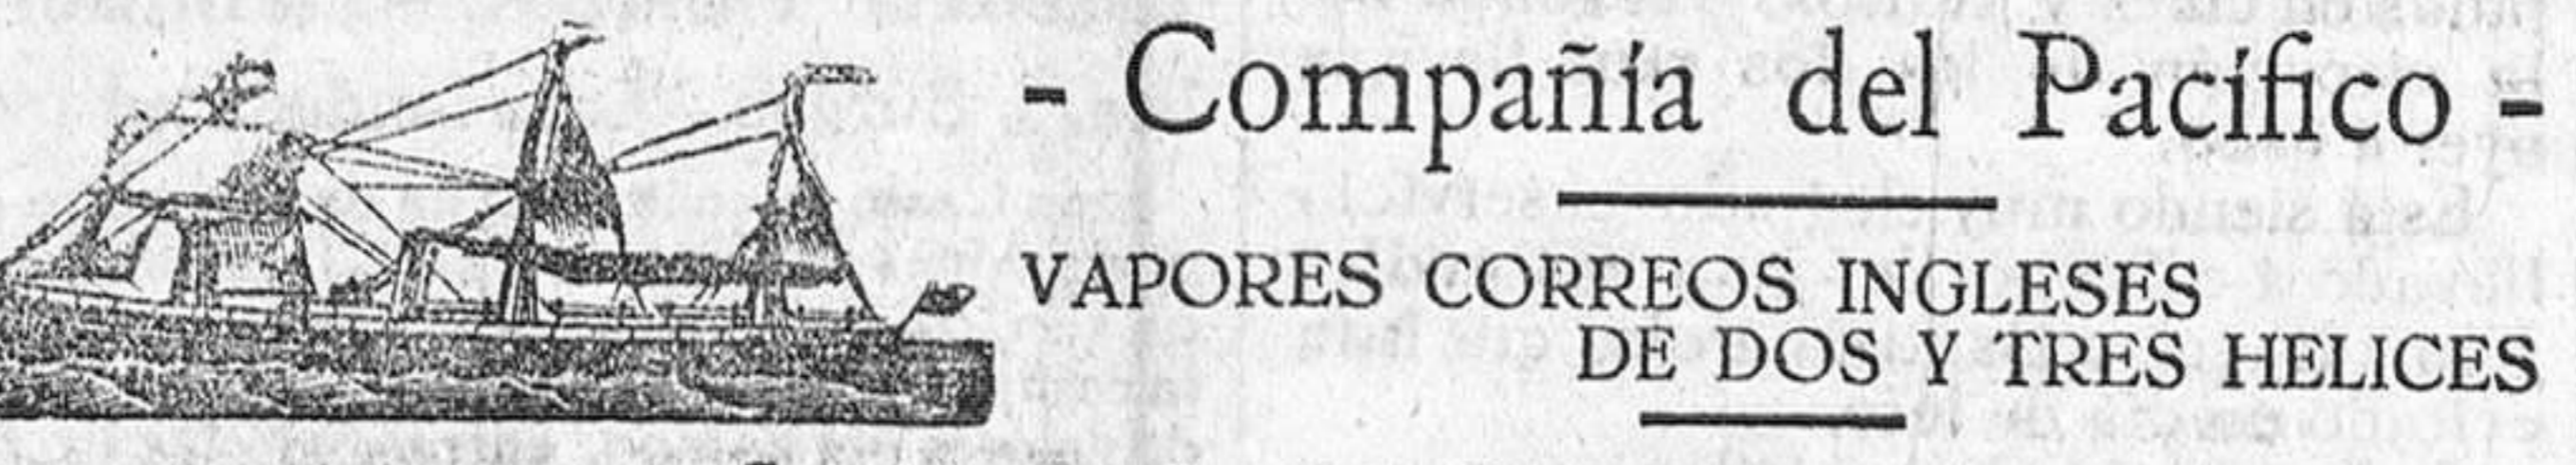 - Compañía del Pacífico -
VAPORES CORREOS INGLESES
DE DOS Y TRES HELICES